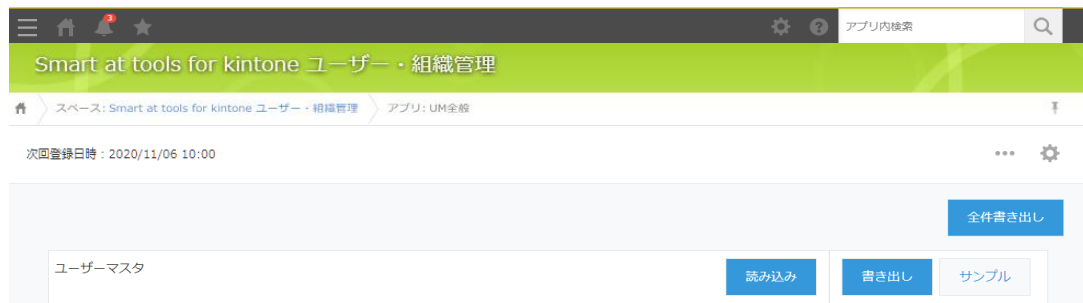 3
アプリ内検索
Smart at tools for kintone ユーザー・組織管理
スペース: Smart at tools for kintone ユーザー・組織管理 アプリ: UM全般
次回登録日時：2020/11/06 10:00
全件書き出し
ユーザーマスタ 読み込み 書き出し サンプル